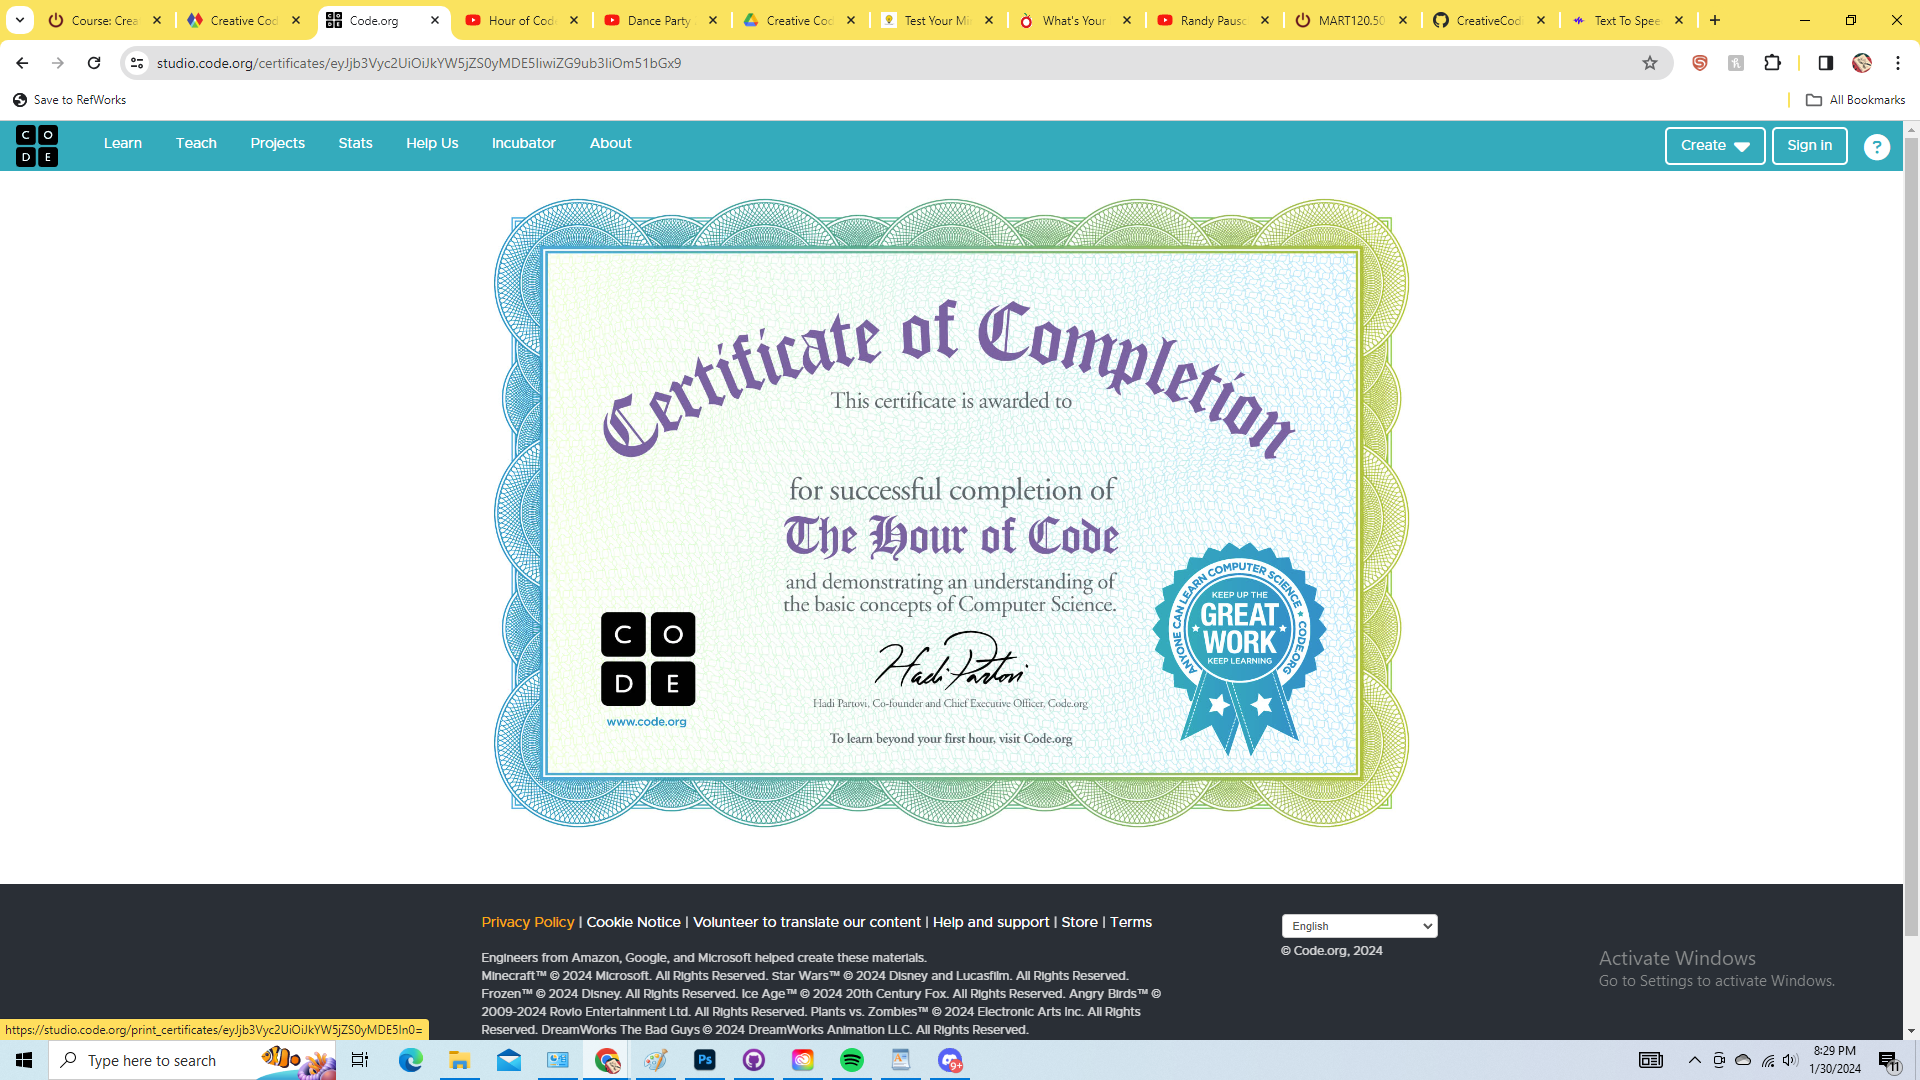 Course: Crea
Creative Cod
Code.org
Hour of Cod
Dance Party
Creative Cod
Test Your Mi
What's Your
Randy Pausc
MART120.50
CreativeCodi
Text To Spee
studio.code.org/certificates/eyJjb3Vyc2UiOiJkYW5jZS0yMDE5IiwiZG9ub3IiOm51bGx9
Save to RefWorks
All Bookmarks
CODE
Learn
Teach
Projects
Stats
Help Us
Incubator
About
Create
Sign in
?
Certificate of Completion
This certificate is awarded to
for successful completion of
The Hour of Code
and demonstrating an understanding of
the basic concepts of Computer Science.
Hadi Partovi
Hadi Partovi, Co-founder and Chief Executive Officer, Code.org
To learn beyond your first hour, visit Code.org
C O
D E
www.code.org
ANYONE CAN LEARN COMPUTER SCIENCE • CODE.ORG
KEEP UP THE
GREAT
WORK
KEEP LEARNING
Privacy Policy | Cookie Notice | Volunteer to translate our content | Help and support | Store | Terms
English
© Code.org, 2024
Engineers from Amazon, Google, and Microsoft helped create these materials.
Minecraft™ © 2024 Microsoft. All Rights Reserved. Star Wars™ © 2024 Disney and Lucasfilm. All Rights Reserved.
Frozen™ © 2024 Disney. All Rights Reserved. Ice Age™ © 2024 20th Century Fox. All Rights Reserved. Angry Birds™ ©
2009-2024 Rovio Entertainment Ltd. All Rights Reserved. Plants vs. Zombies™ © 2024 Electronic Arts Inc. All Rights
Reserved. DreamWorks The Bad Guys © 2024 DreamWorks Animation LLC. All Rights Reserved.
Activate Windows
Go to Settings to activate Windows.
https://studio.code.org/print_certificates/eyJjb3Vyc2UiOiJkYW5jZS0yMDE5In0=
Type here to search
Ps
9+
8:29 PM
1/30/2024
11